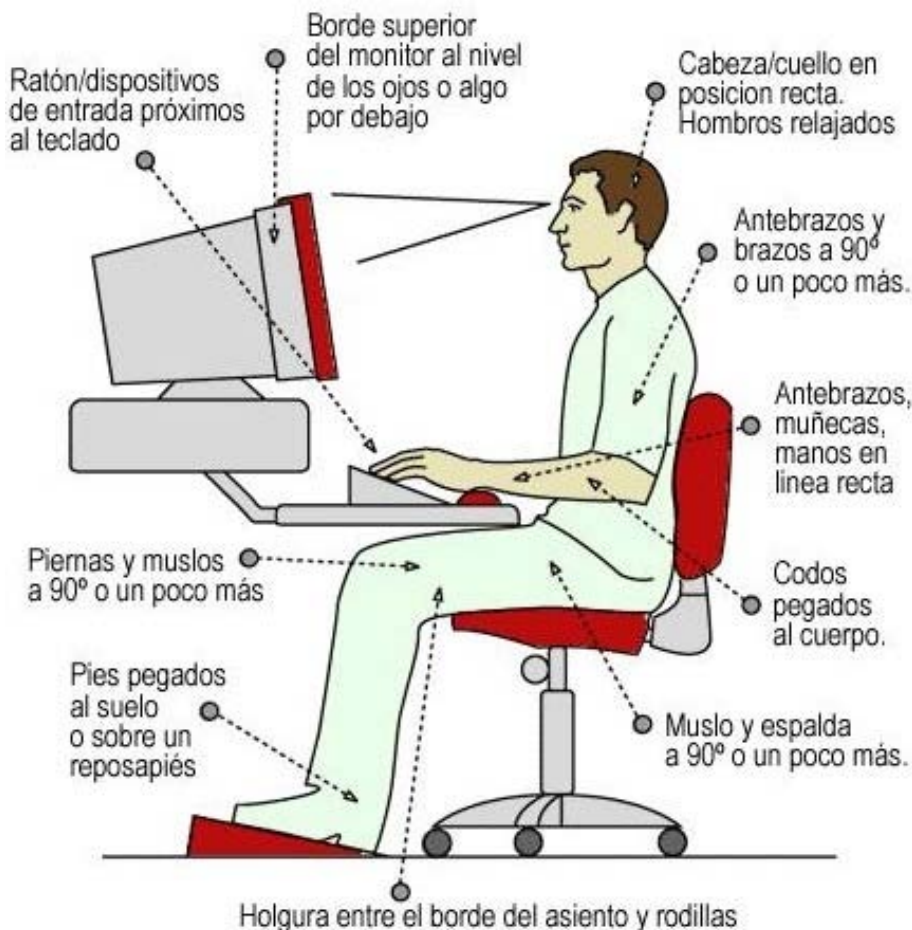 Borde superior
del monitor al nivel
de los ojos o algo
por debajo
Ratón/dispositivos
de entrada próximos
al teclado
Cabeza/cuello en
posicion recta.
Hombros relajados
Antebrazos y
brazos a 90º
o un poco más.
Antebrazos,
muñecas,
manos en
linea recta
Piernas y muslos
a 90º o un poco más
Codos
pegados
al cuerpo.
Pies pegados
al suelo
o sobre un
reposapiés
Muslo y espalda
a 90º o un poco más.
Holgura entre el borde del asiento y rodillas